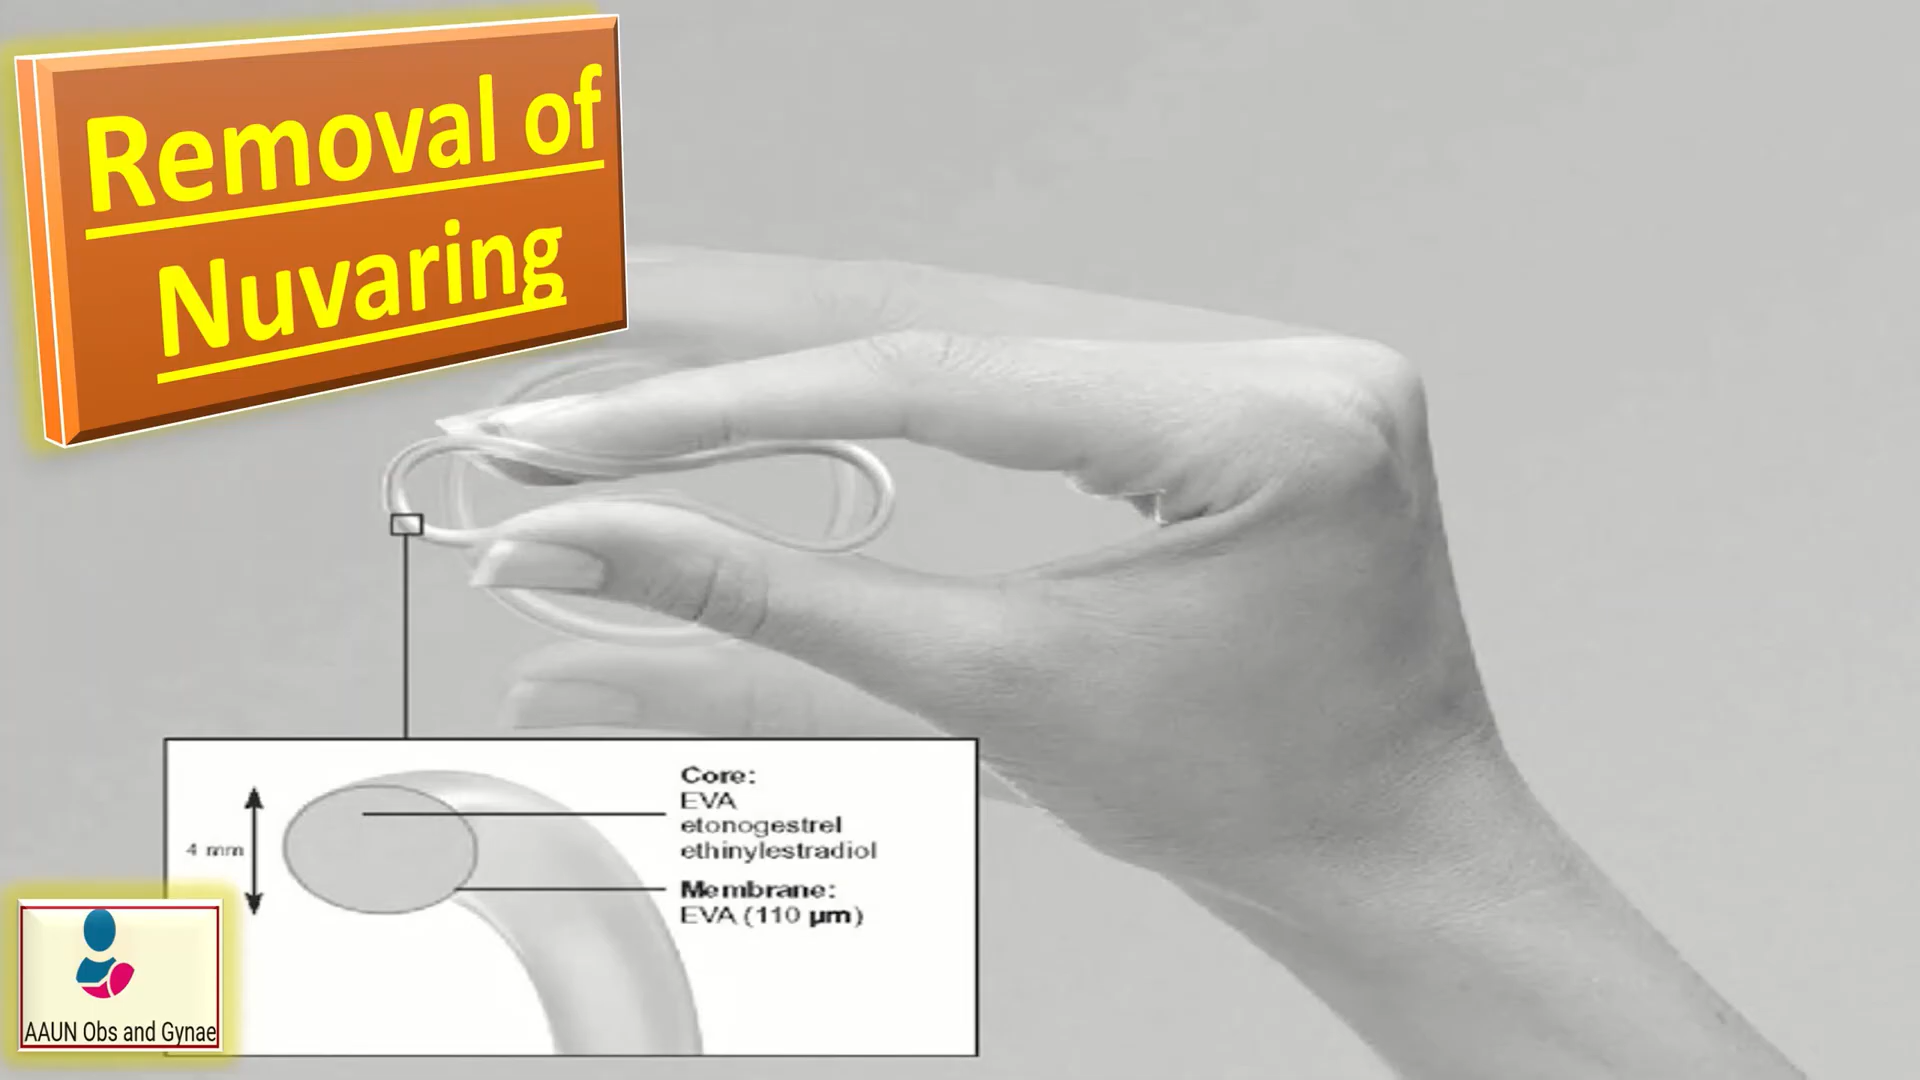 Removal of
Nuvaring
Core:
EVA
etonogestrel
ethinylestradiol
4 mm
Membrane:
EVA (110 µm)
AAUN Obs and Gynae